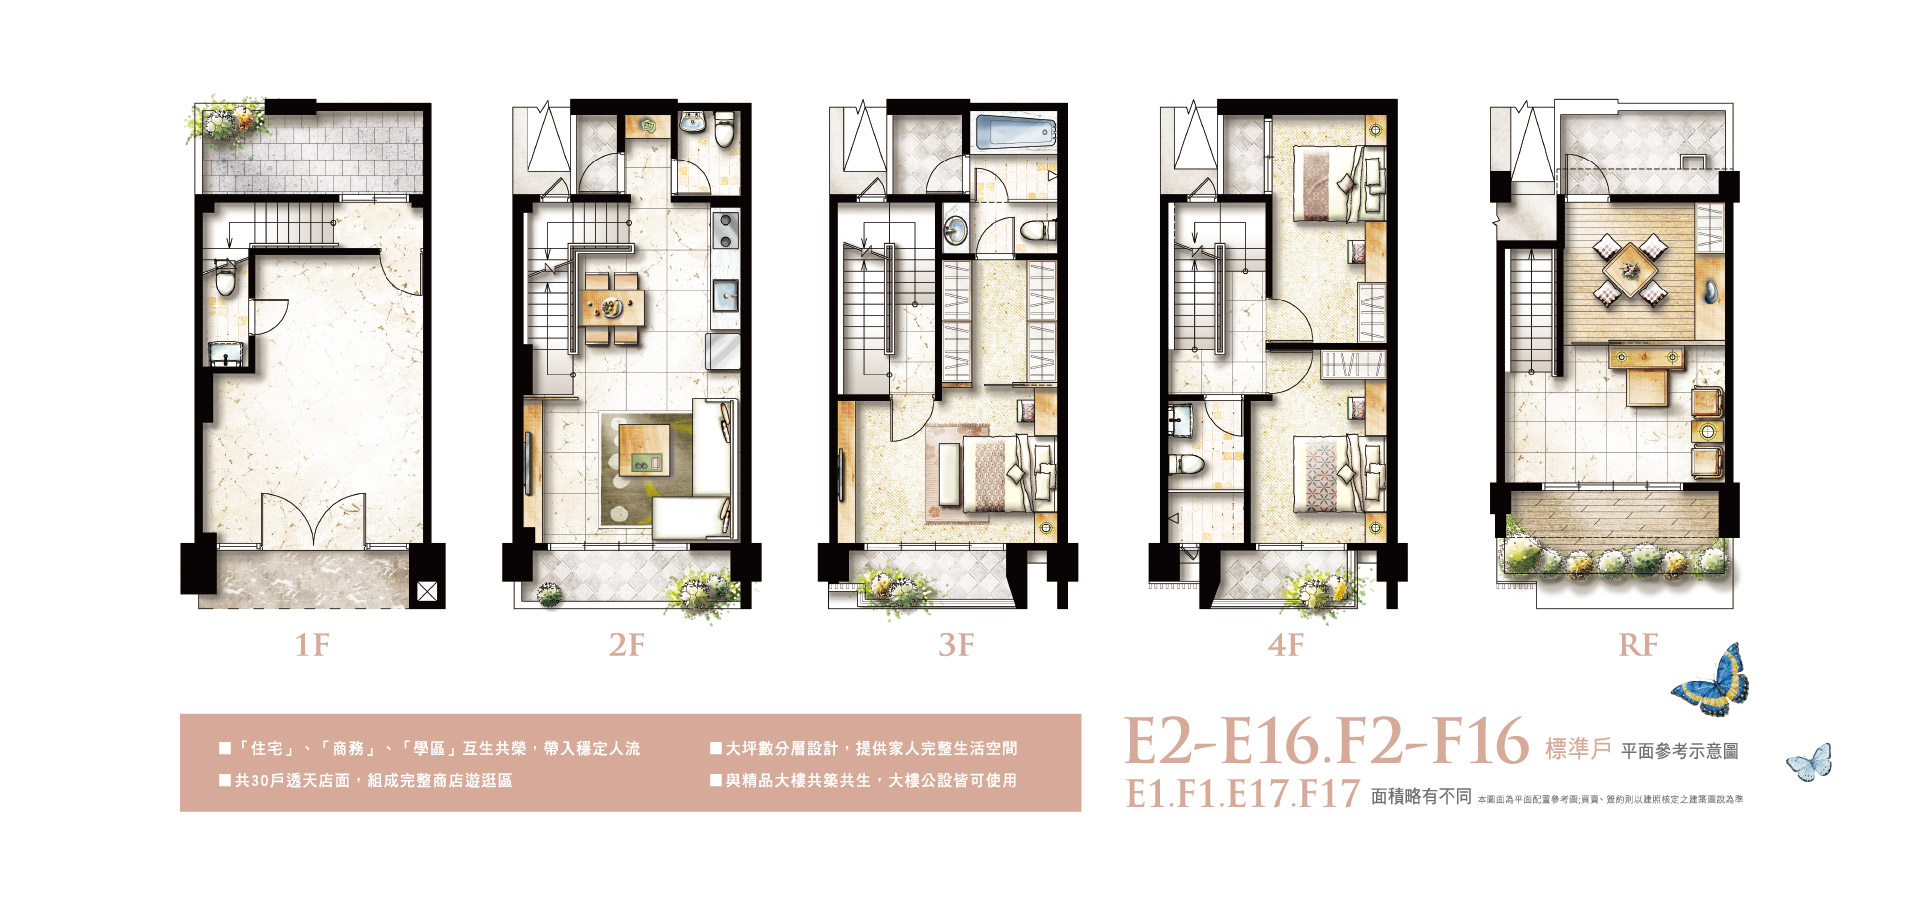 1F
2F
3F
4F
RF
■「住宅」、「商務」、「學區」互生共榮，帶入穩定人流
■共30戶透天店面，組成完整商店遊逛區
■大坪數分層設計，提供家人完整生活空間
■與精品大樓共築共生，大樓公設皆可使用
E2-E16.F2-F16 標準戶 平面參考示意圖
E1.F1.E17.F17 面積略有不同 本圖面為平面配置參考圖;買賣、簽約則以建照核定之建築圖說為準